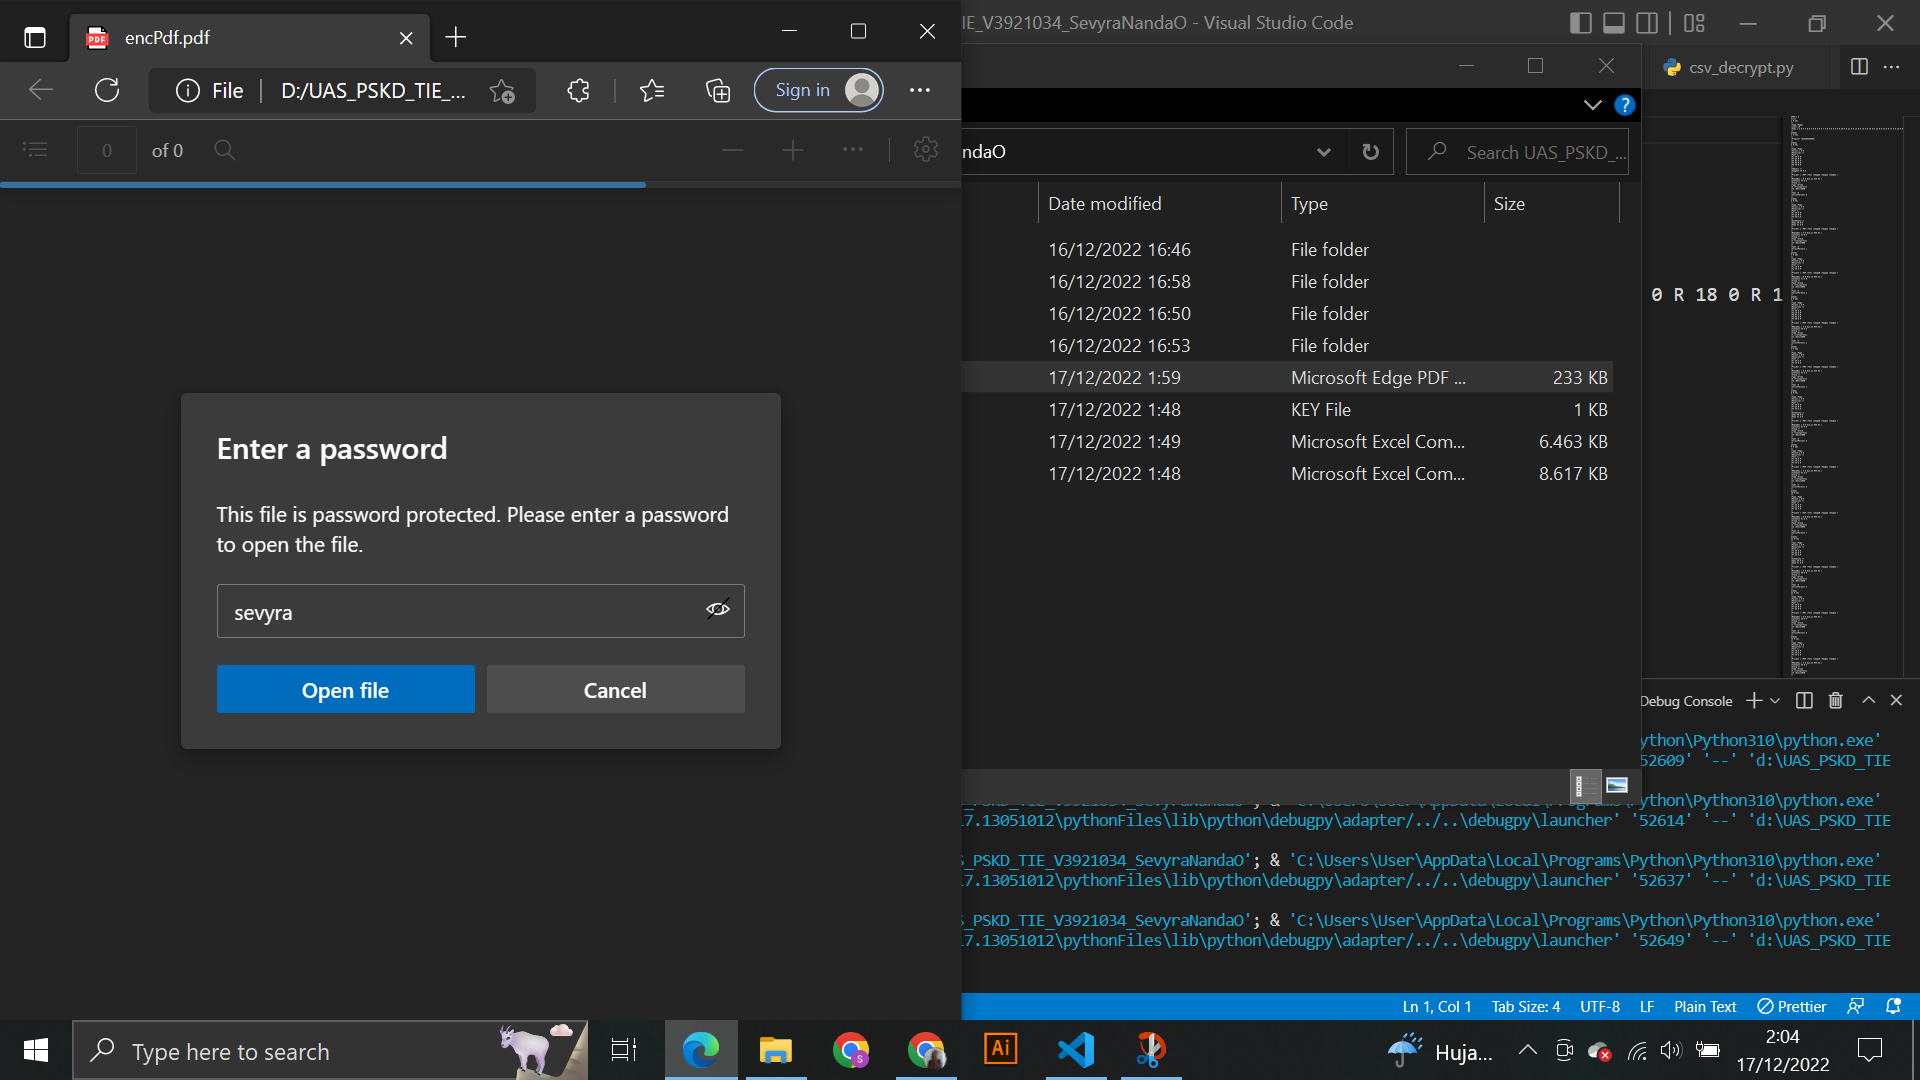 encPdf.pdf
File
D:/UAS_PSKD_TIE_...
Sign in
0
of 0
Enter a password
This file is password protected. Please enter a password
to open the file.
sevyra
Open file
Cancel
IE_V3921034_SevyraNandaO - Visual Studio Code
csv_decrypt.py
ndaO
Search UAS_PSKD_...
Date modified
Type
Size
16/12/2022 16:46
File folder
16/12/2022 16:58
File folder
16/12/2022 16:50
File folder
16/12/2022 16:53
File folder
17/12/2022 1:59
Microsoft Edge PDF ...
233 KB
17/12/2022 1:48
KEY File
1 KB
17/12/2022 1:49
Microsoft Excel Com...
6.463 KB
17/12/2022 1:48
Microsoft Excel Com...
8.617 KB
0 R 18 0 R 1
Debug Console
ython\Python310\python.exe'
52609' '--' 'd:\UAS_PSKD_TIE
ython\Python310\python.exe'
17.13051012\pythonFiles\lib\python\debugpy\adapter/../..\debugpy\launcher' '52614' '--' 'd:\UAS_PSKD_TIE
S_PSKD_TIE_V3921034_SevyraNandaO'; & 'C:\Users\User\AppData\Local\Programs\Python\Python310\python.exe'
17.13051012\pythonFiles\lib\python\debugpy\adapter/../..\debugpy\launcher' '52637' '--' 'd:\UAS_PSKD_TIE
S_PSKD_TIE_V3921034_SevyraNandaO'; & 'C:\Users\User\AppData\Local\Programs\Python\Python310\python.exe'
17.13051012\pythonFiles\lib\python\debugpy\adapter/../..\debugpy\launcher' '52649' '--' 'd:\UAS_PSKD_TIE
Ln 1, Col 1
Tab Size: 4
UTF-8
LF
Plain Text
Prettier
Type here to search
Huja...
2:04
17/12/2022